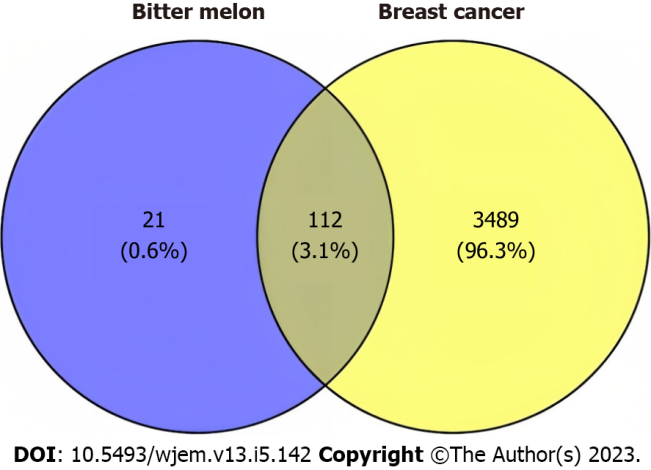 Bitter melon Breast cancer
21 112 3489
(0.6%) (3.1%) (96.3%)
DOI: 10.5493/wjem.v13.i5.142 Copyright ©The Author(s) 2023.